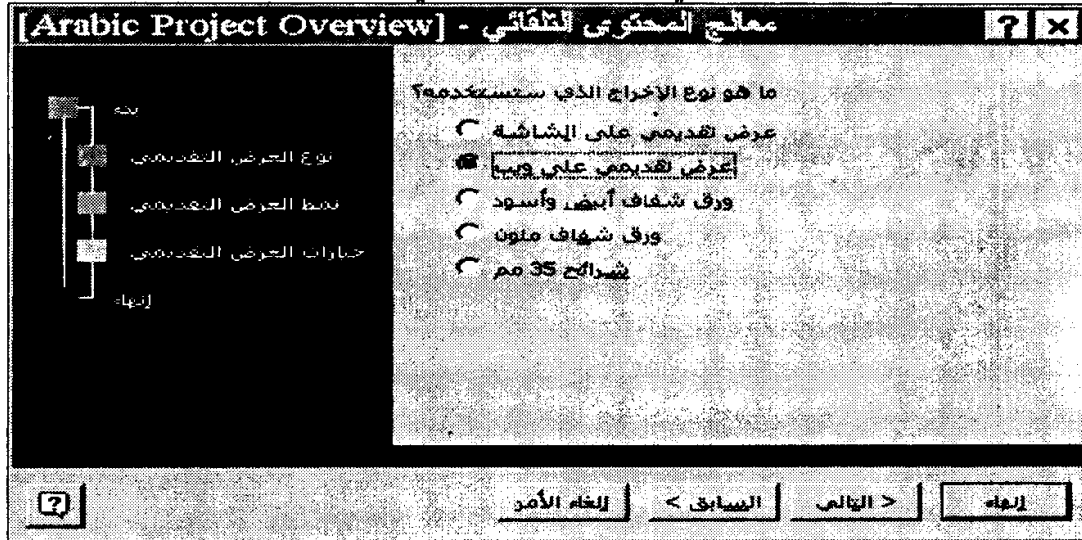 معالج المحتوى التلقائي - [Arabic Project Overview]
ما هو نوع الإخراج الذي ستستخدمه؟
عرض تقديمي على الشاشة
عرض تقديمي على ويب
ورق شفاف أبيض وأسود
ورق شفاف ملون
شرائح 35 مم
بدء
نوع العرض التقديمي
نمط العرض التقديمي
خيارات العرض التقديمي
إنهاء
إنهاء
التالي >
< السابق
إلغاء الأمر